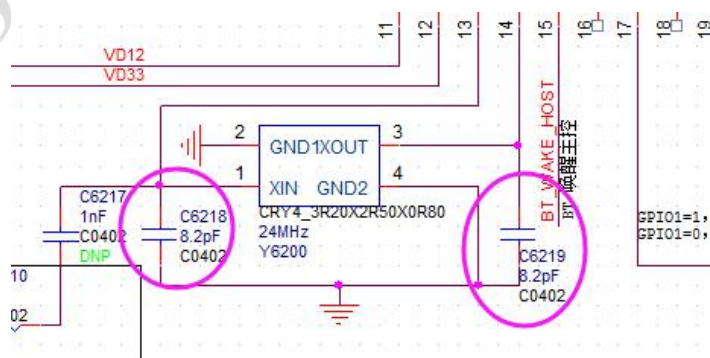 11
12
13
14
15
16
17
18
19
VD12
VD33
BT_WAKE_HOST
BT 唤醒主控
2
GND1
XOUT
3
1
XIN
GND2
4
CRY4_3R20X2R50X0R80
24MHz
Y6200
C6217
1nF
C0402
DNP
C6218
8.2pF
C0402
C6219
8.2pF
C0402
GPIO1=1,
GPIO1=0,
10
02